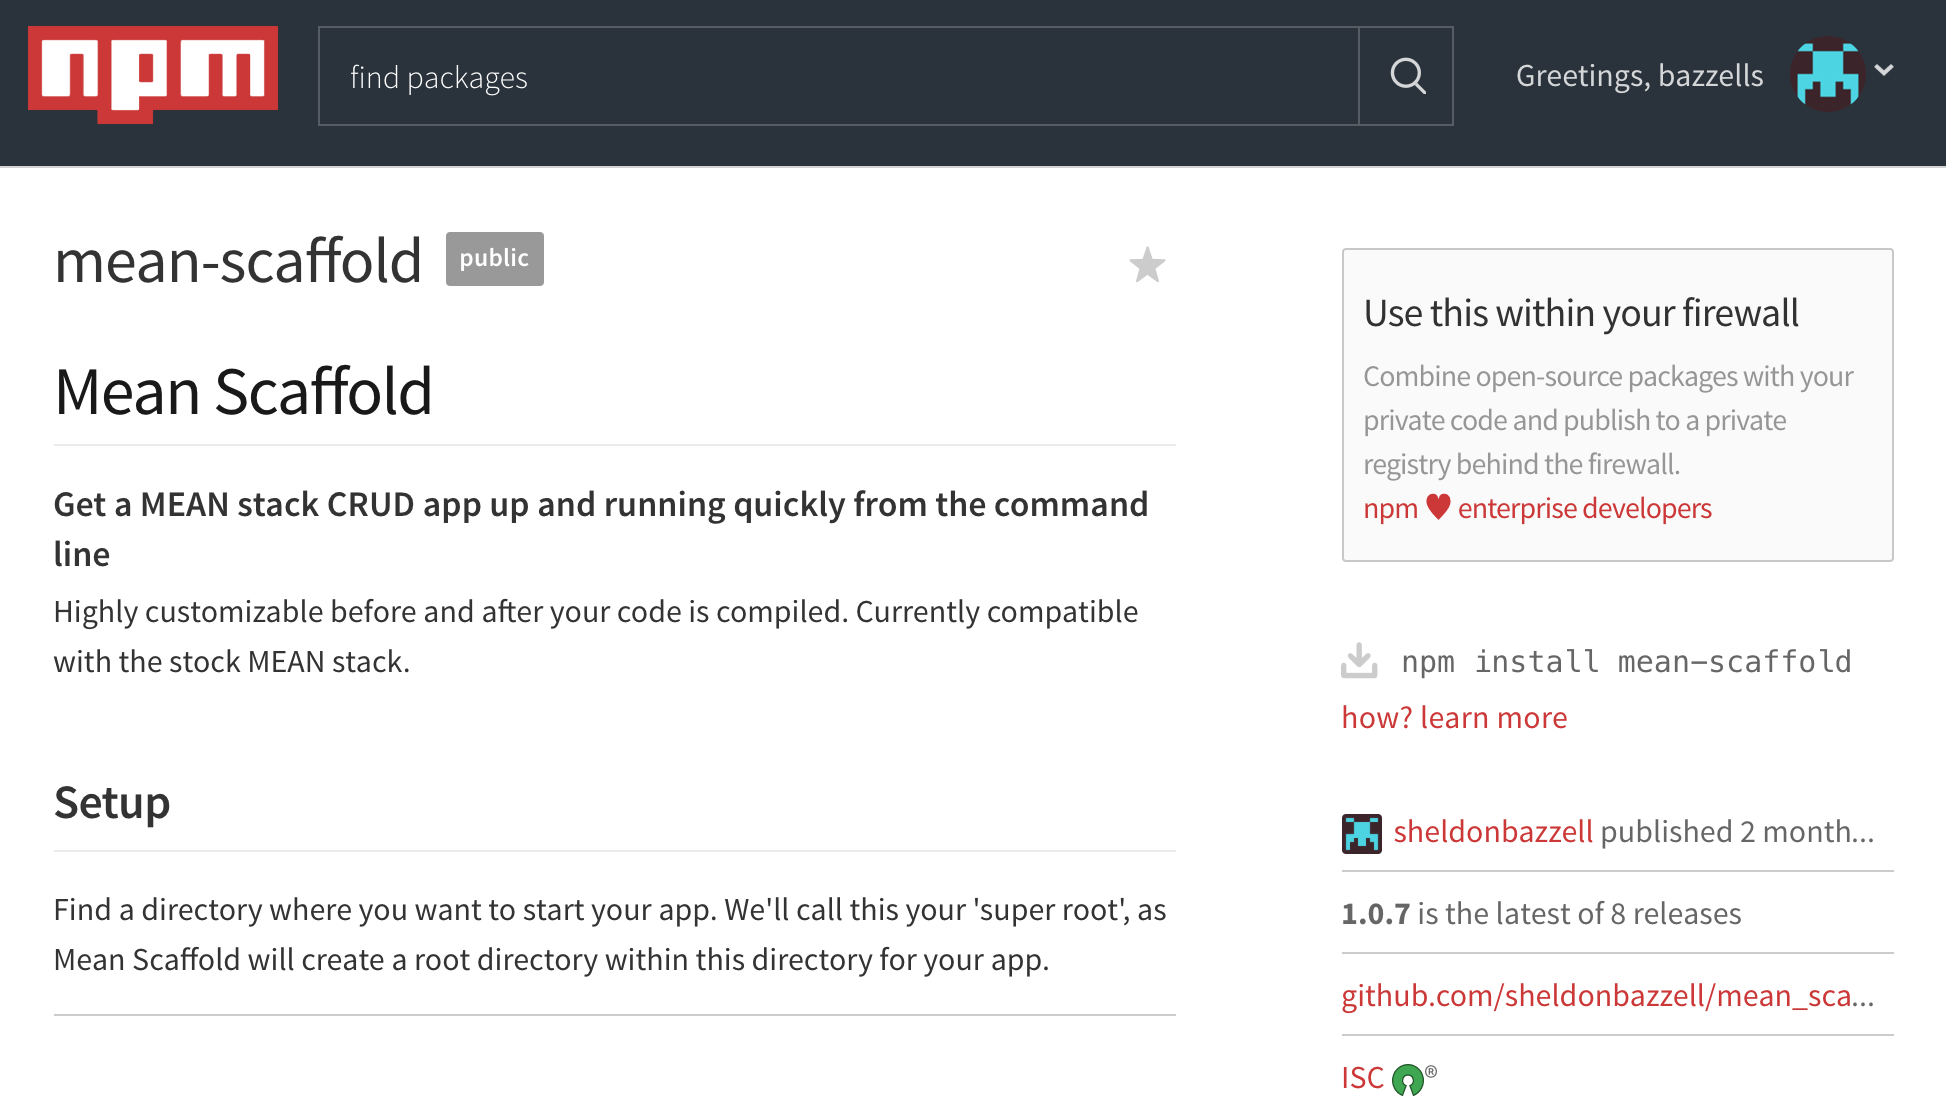 npm
find packages
Greetings, bazzells
mean-scaffold public
Mean Scaffold
Get a MEAN stack CRUD app up and running quickly from the command
line
Highly customizable before and after your code is compiled. Currently compatible
with the stock MEAN stack.
Setup
Find a directory where you want to start your app. We'll call this your 'super root', as
Mean Scaffold will create a root directory within this directory for your app.
Use this within your firewall
Combine open-source packages with your
private code and publish to a private
registry behind the firewall.
npm ♥ enterprise developers
npm install mean-scaffold
how? learn more
sheldonbazzell published 2 month...
1.0.7 is the latest of 8 releases
github.com/sheldonbazzell/mean_sca...
ISC ®